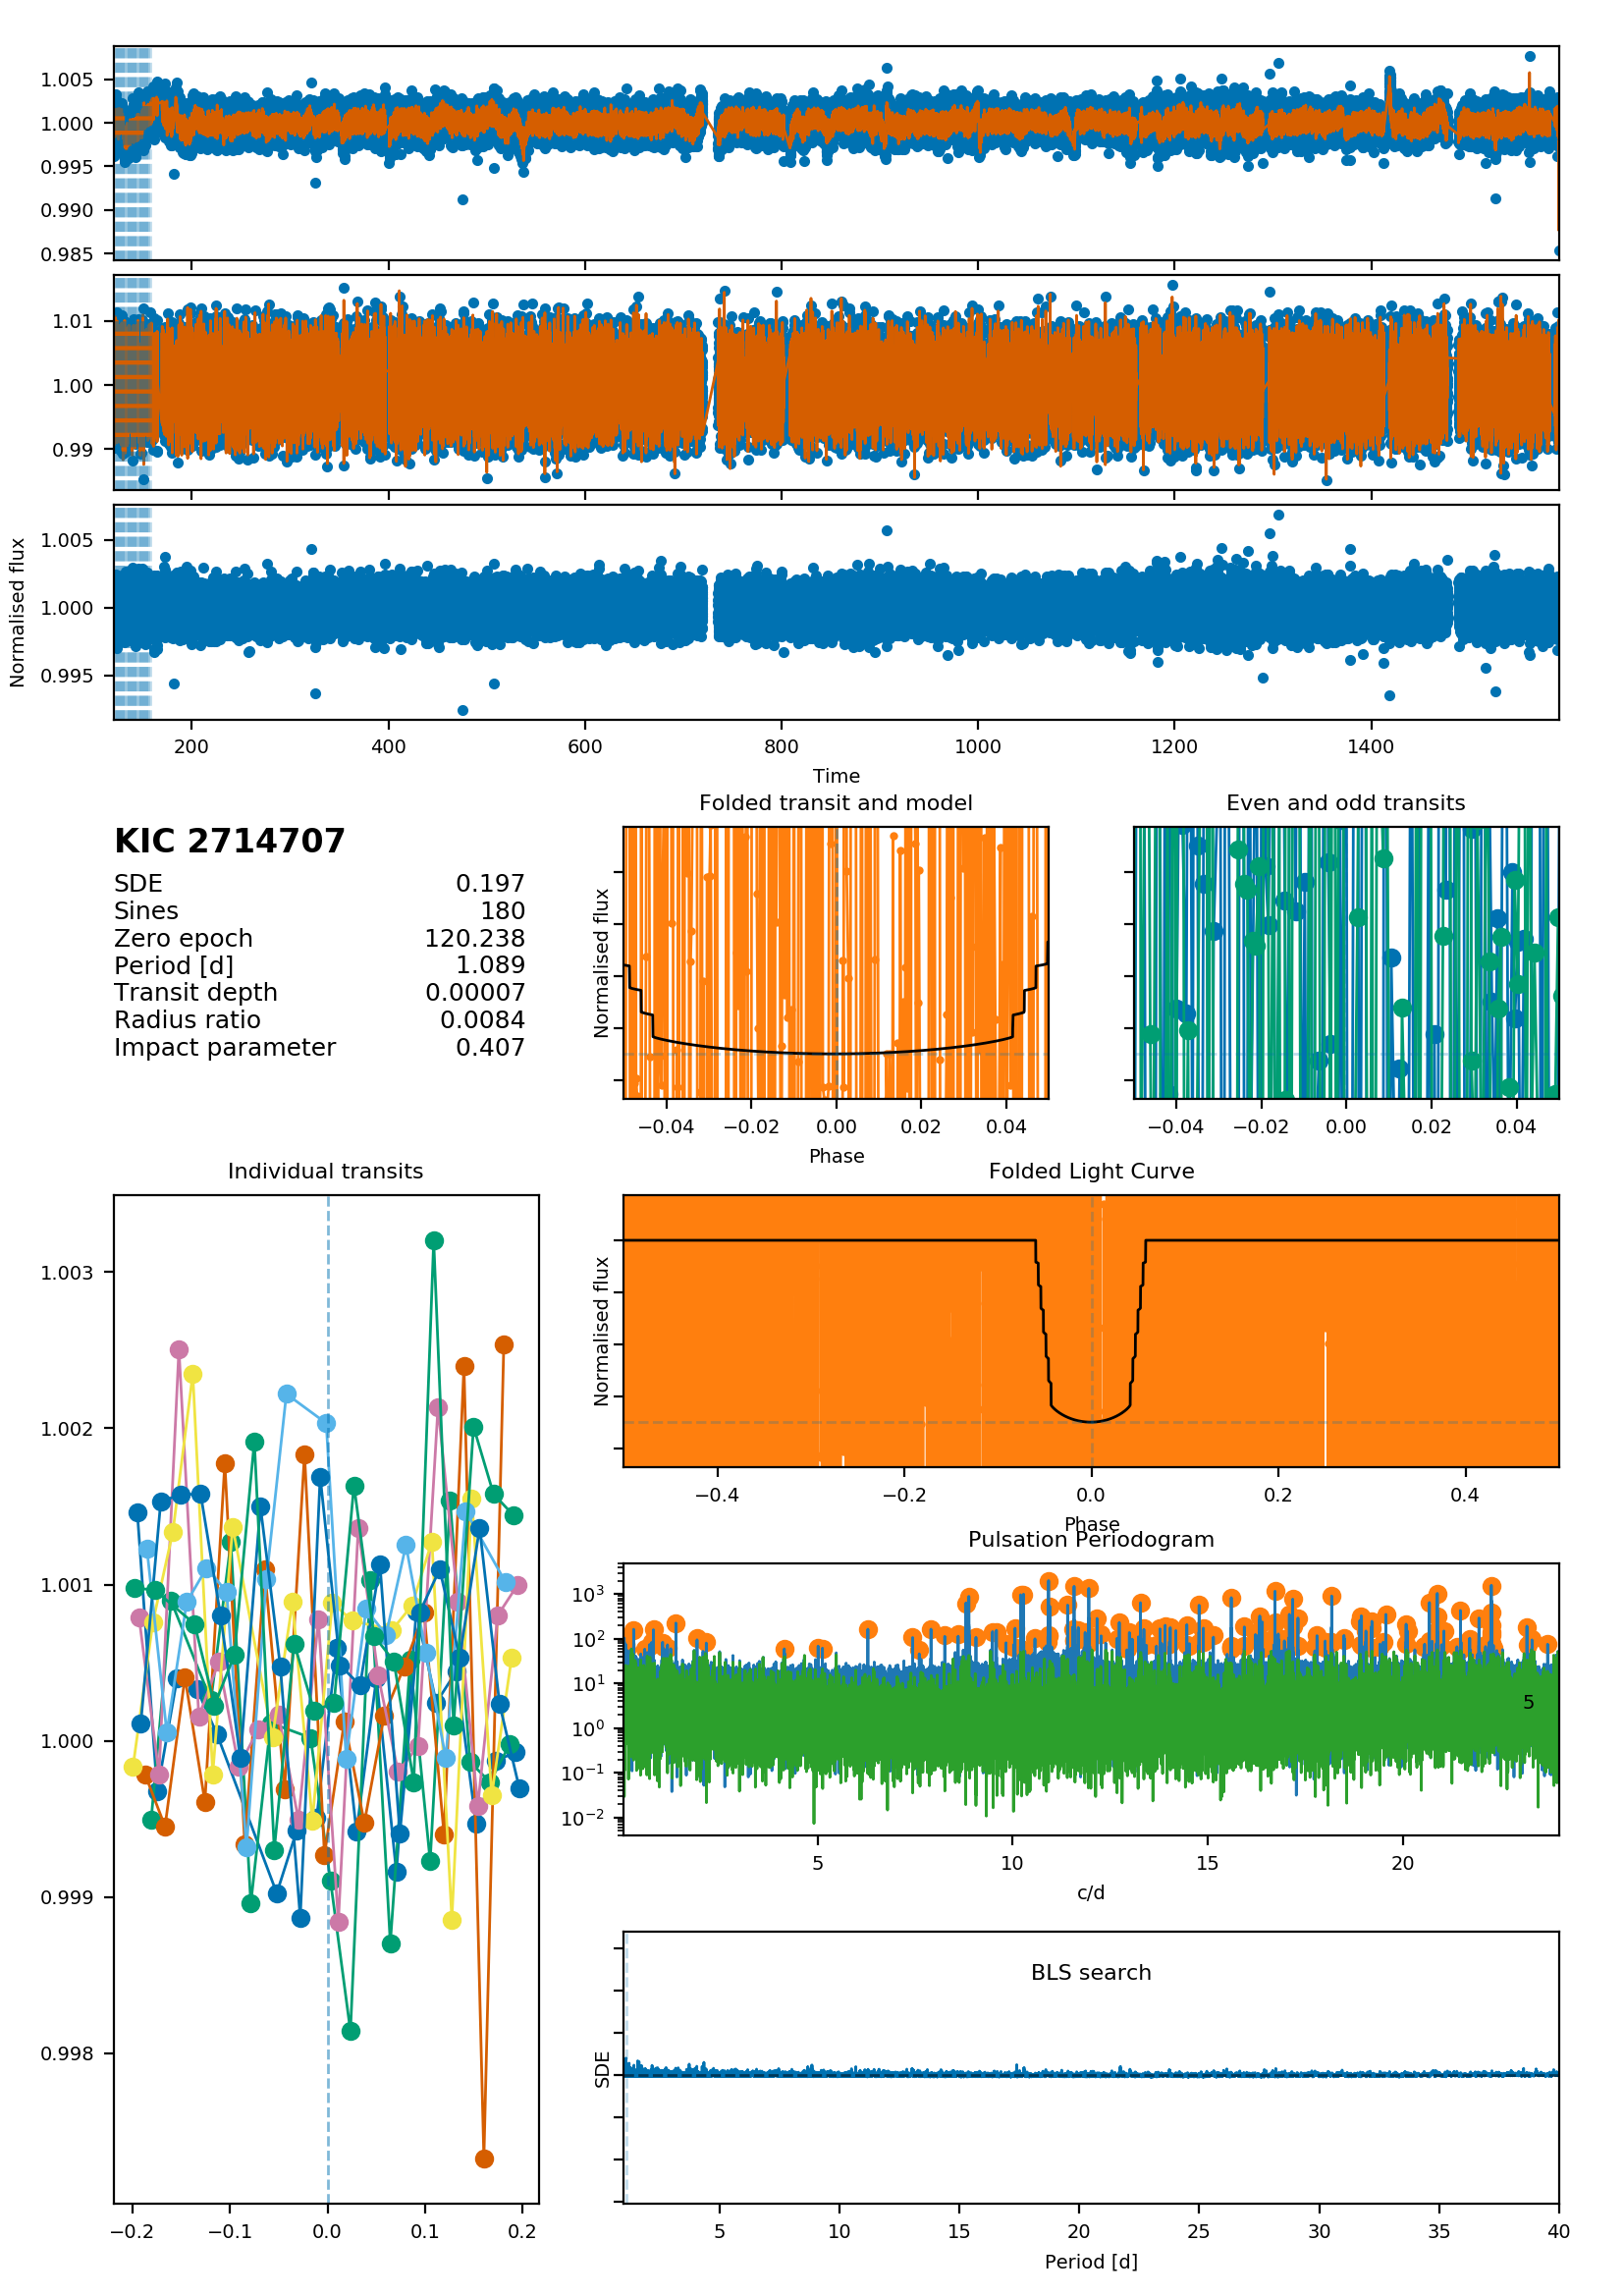 1.005
1.000
0.995
0.990
0.985
1.01
1.00
0.99
1.005
1.000
0.995
Normalised flux
200 400 600 800 1000 1200 1400
Time
KIC 2714707
SDE 0.197
Sines 180
Zero epoch 120.238
Period [d] 1.089
Transit depth 0.00007
Radius ratio 0.0084
Impact parameter 0.407
Folded transit and model
Normalised flux
−0.04 −0.02 0.00 0.02 0.04
Phase
Even and odd transits
−0.04 −0.02 0.00 0.02 0.04
Individual transits
1.003
1.002
1.001
1.000
0.999
0.998
−0.2 −0.1 0.0 0.1 0.2
Folded Light Curve
Normalised flux
−0.4 −0.2 0.0 0.2 0.4
Phase
Pulsation Periodogram
10³
10²
10¹
10⁰
10⁻¹
10⁻²
5
5 10 15 20
c/d
BLS search
SDE
5 10 15 20 25 30 35 40
Period [d]